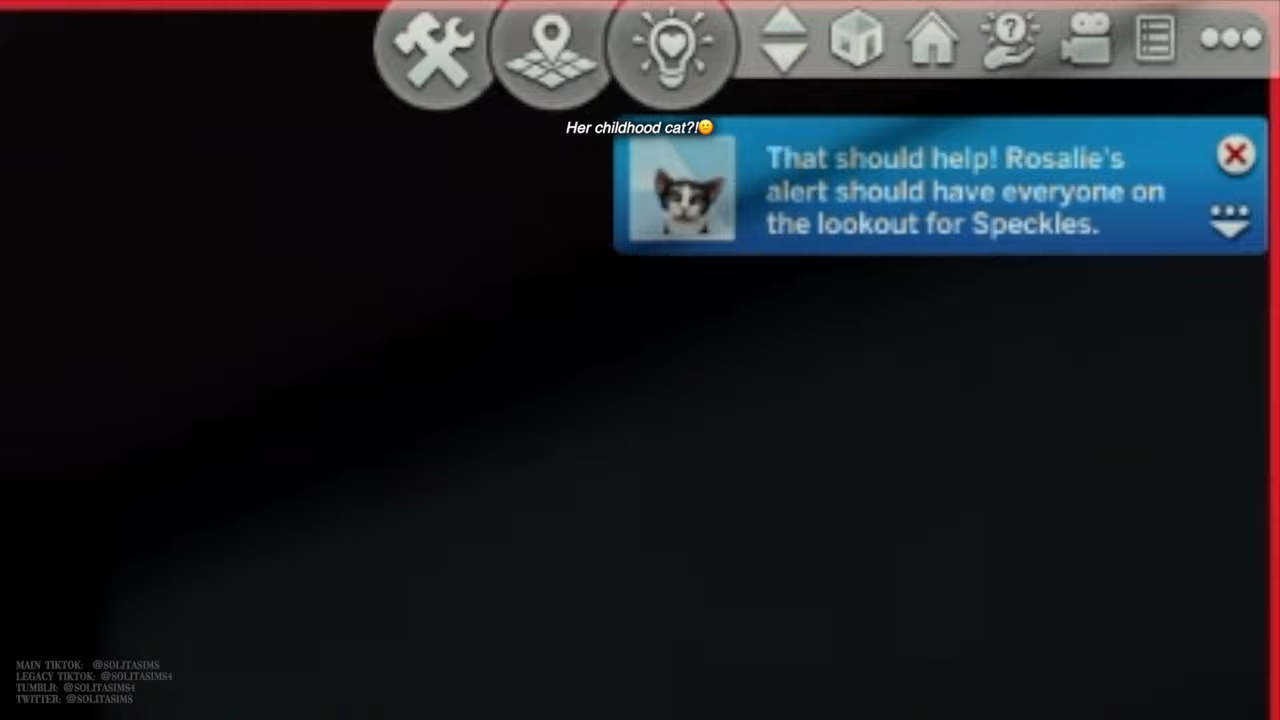 Her childhood cat?!😕
That should help! Rosalie's
alert should have everyone on
the lookout for Speckles.
MAIN TIKTOK: @SOLITASIMS
LEGACY TIKTOK: @SOLITASIMS4
TUMBLR: @SOLITASIMS4
TWITTER: @SOLITASIMS